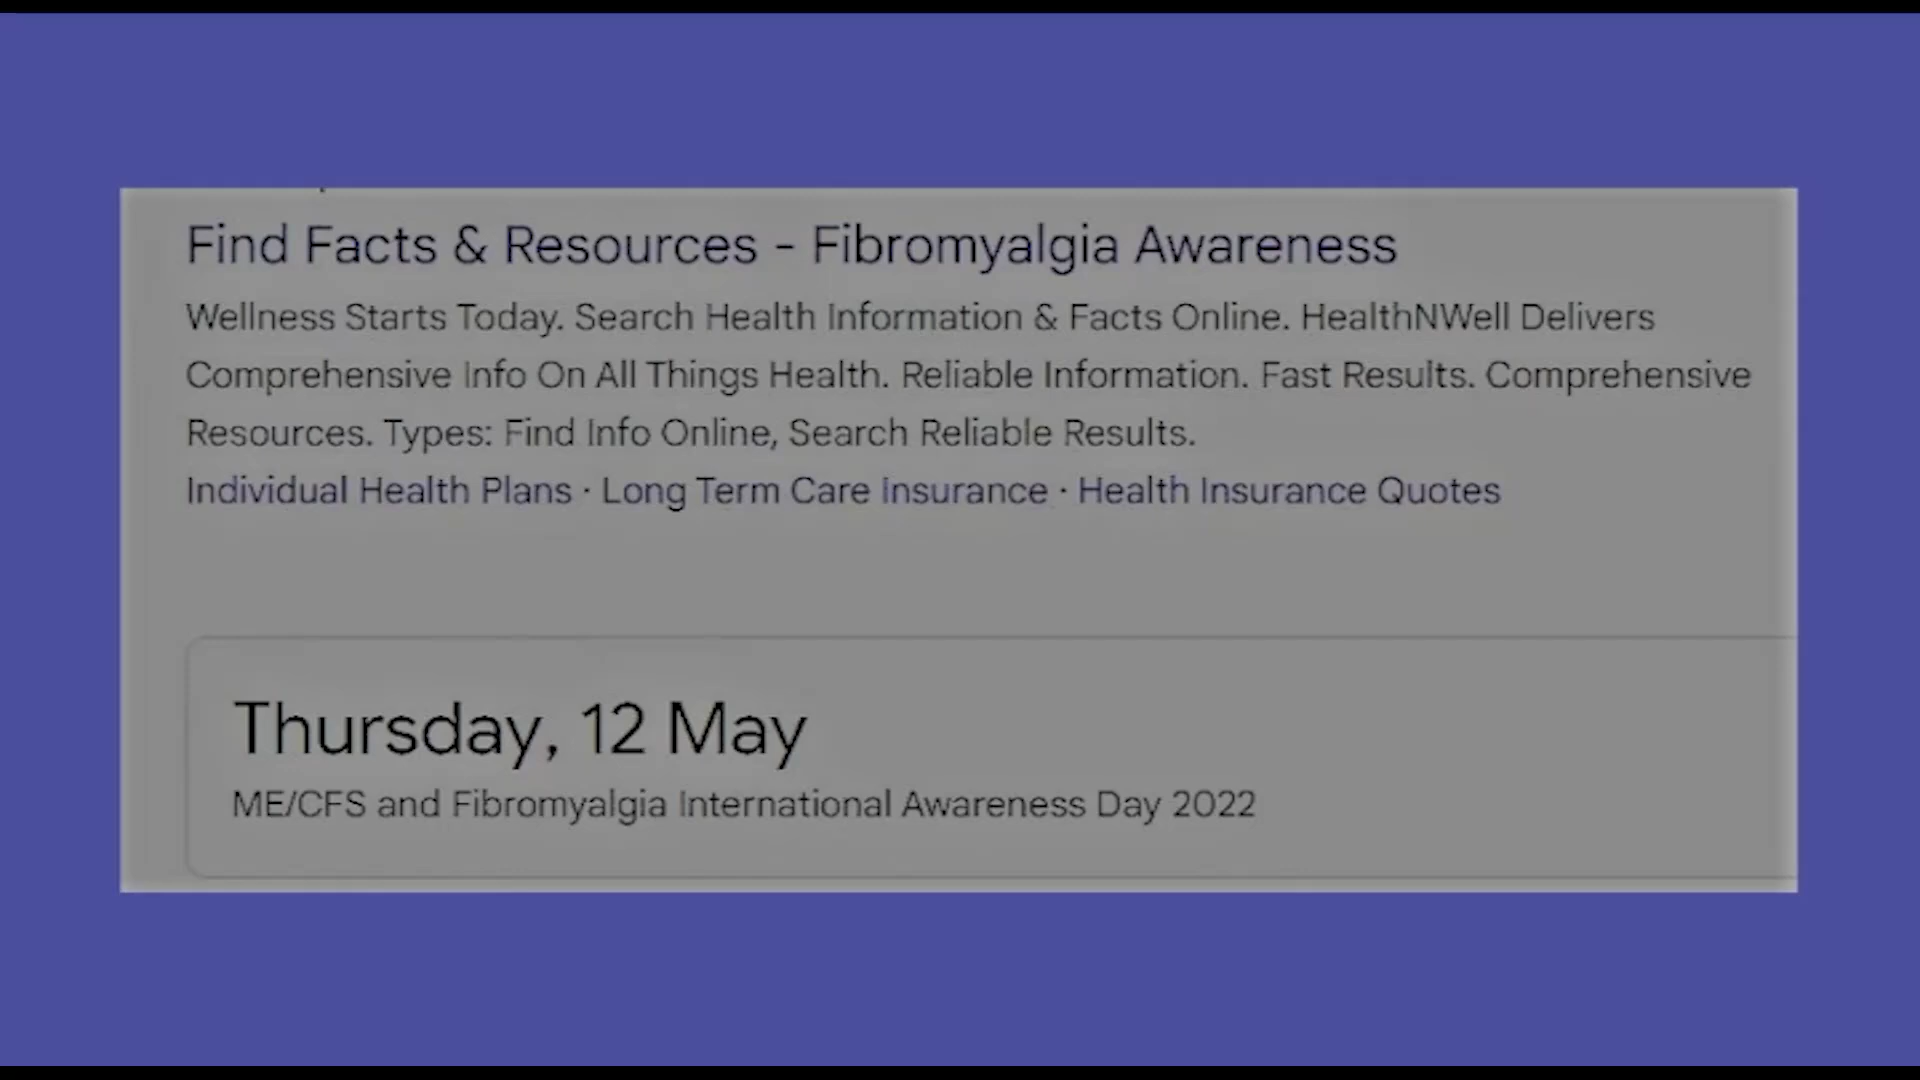 Find Facts & Resources - Fibromyalgia Awareness
Wellness Starts Today. Search Health Information & Facts Online. HealthNWell Delivers
Comprehensive Info On All Things Health. Reliable Information. Fast Results. Comprehensive
Resources. Types: Find Info Online, Search Reliable Results.
Individual Health Plans · Long Term Care Insurance · Health Insurance Quotes
Thursday, 12 May
ME/CFS and Fibromyalgia International Awareness Day 2022